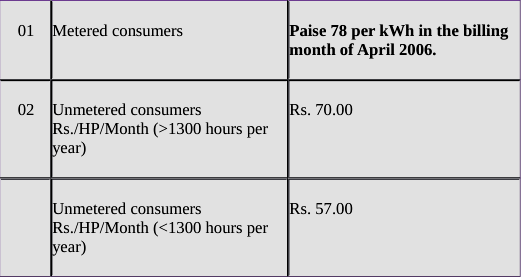 01 Metered consumers Paise 78 per kWh in the billing
month of April 2006.
02 Unmetered consumers Rs. 70.00
Rs./HP/Month (>1300 hours per
year)
Unmetered consumers Rs. 57.00
Rs./HP/Month (<1300 hours per
year)